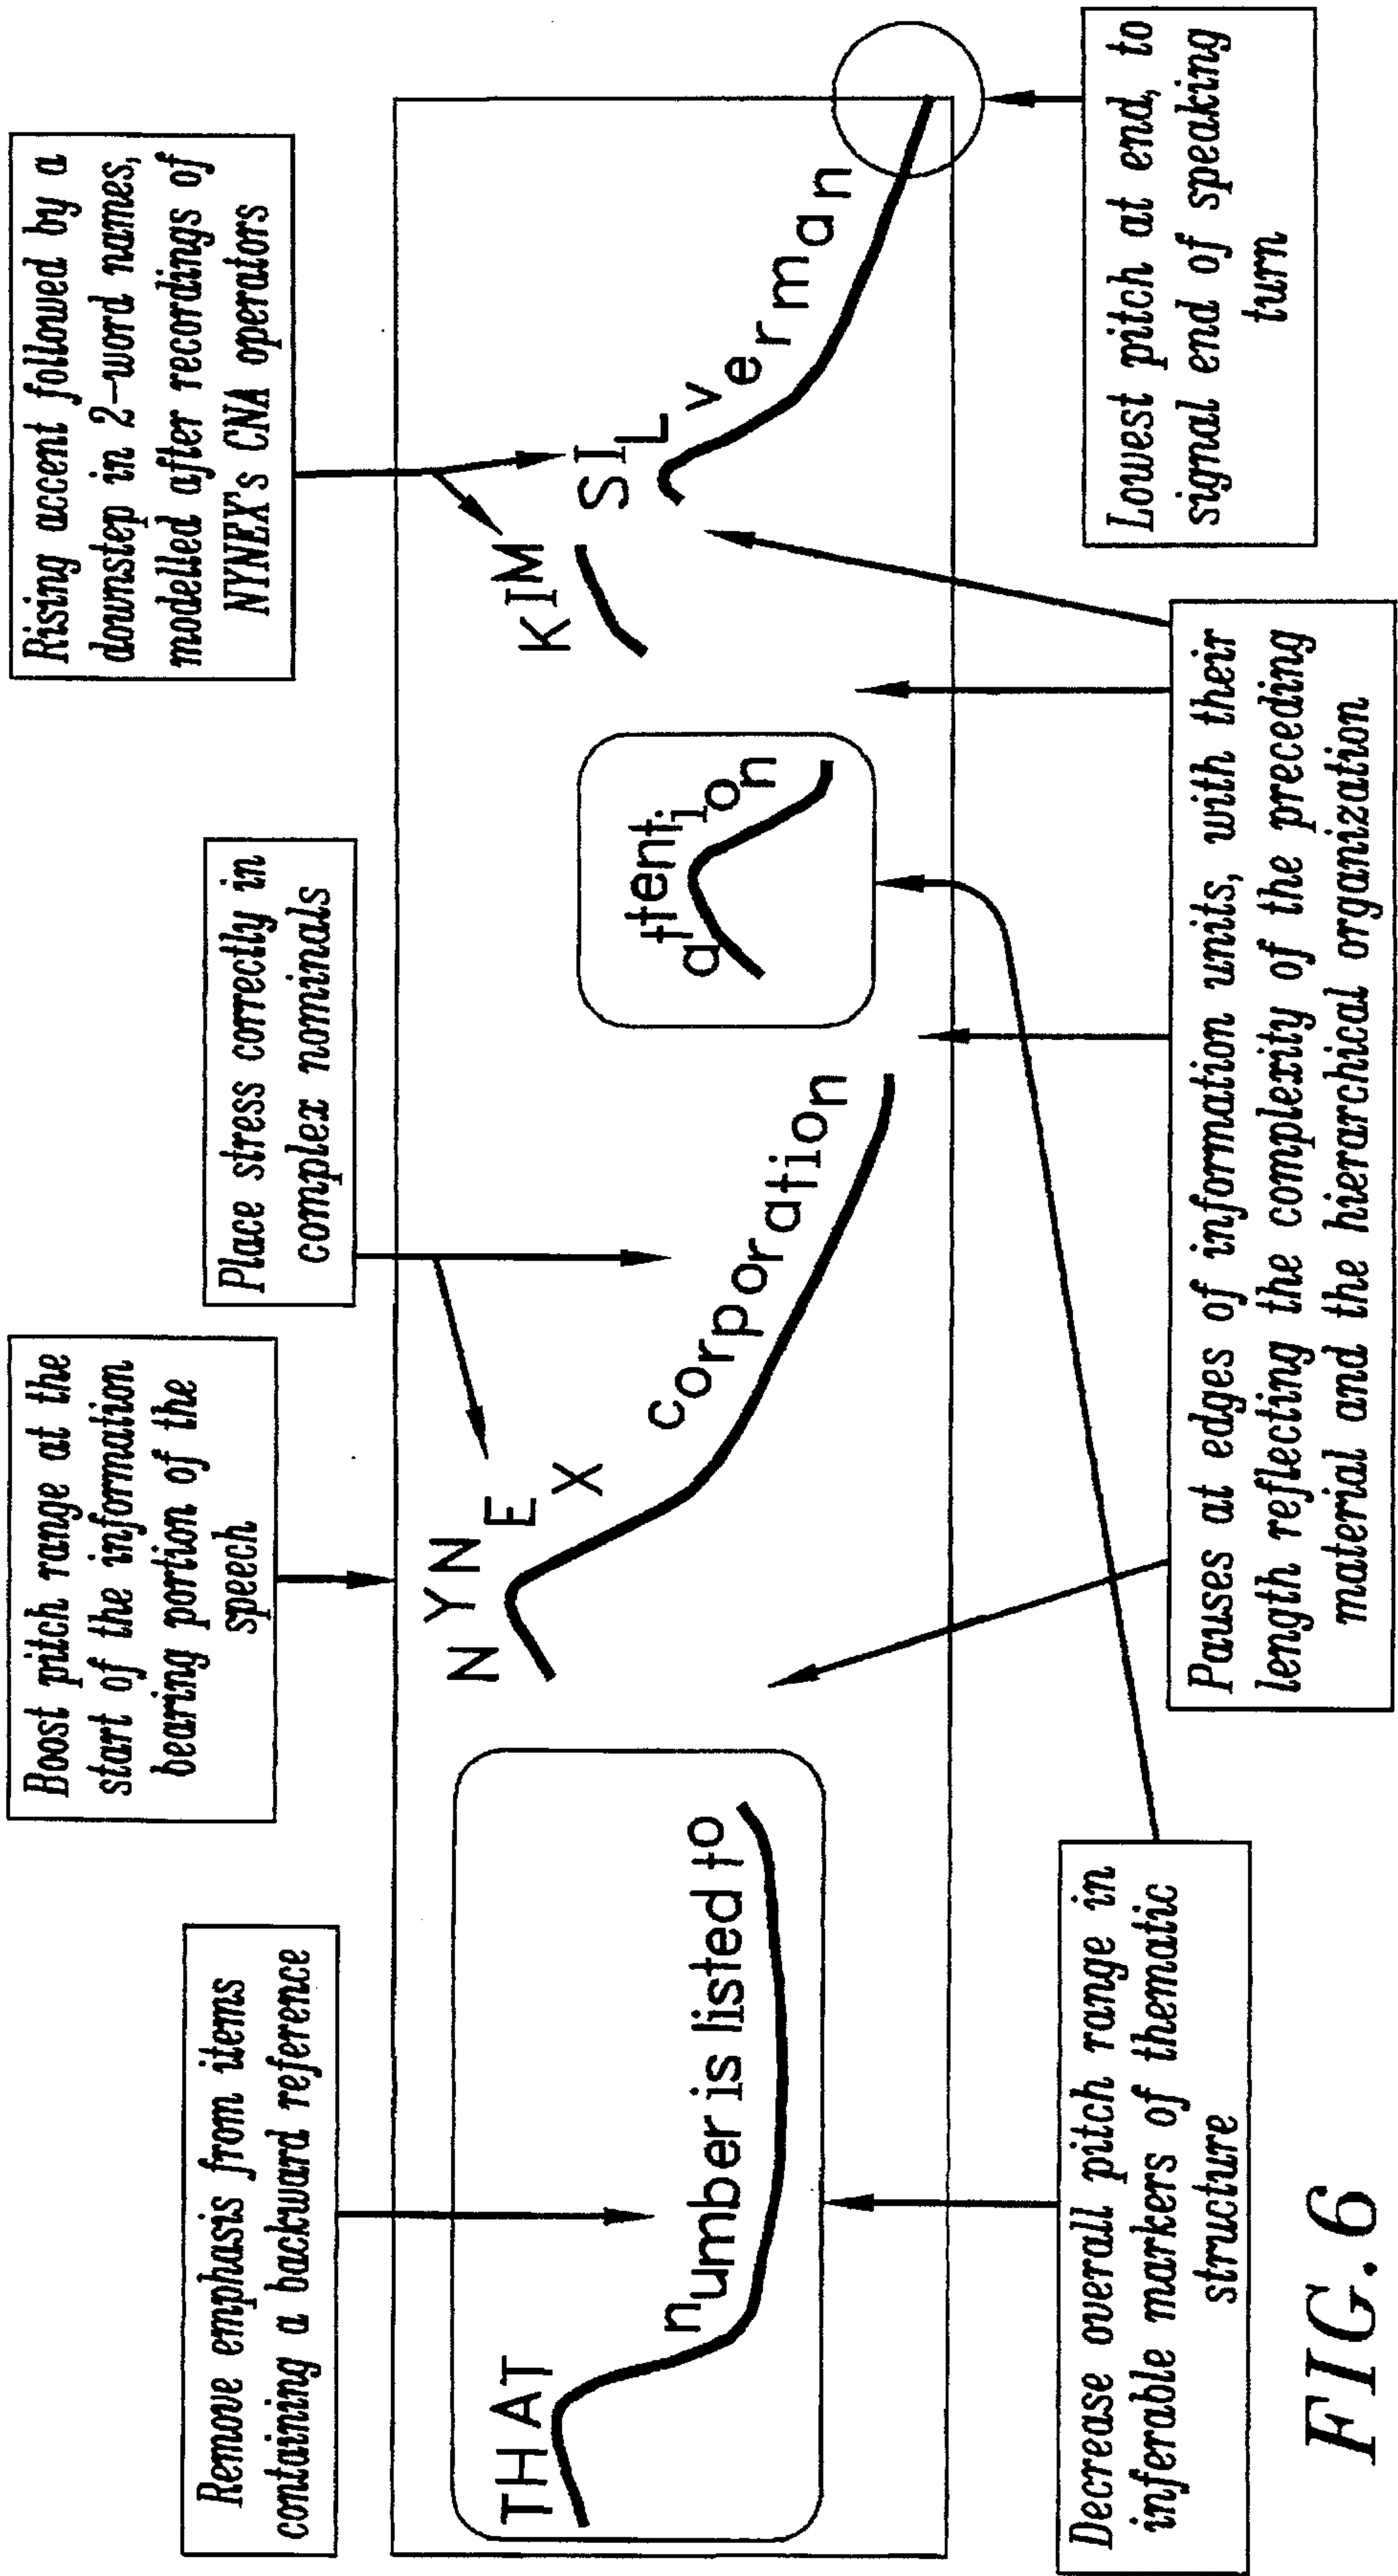 Remove emphasis from items
containing a backward reference
Boost pitch range at the
start of the information
bearing portion of the
speech
Place stress correctly in
complex nominals
Rising accent followed by a
downstep in 2-word names,
modelled after recordings of
NYNEX's CNA operators
THAT number is listed to
NYNEX corporation
attention
KIM SILverman
Decrease overall pitch range in
inferable markers of thematic
structure
Pauses at edges of information units, with their
length reflecting the complexity of the preceding
material and the hierarchical organization
Lowest pitch at end, to
signal end of speaking
turn
FIG. 6